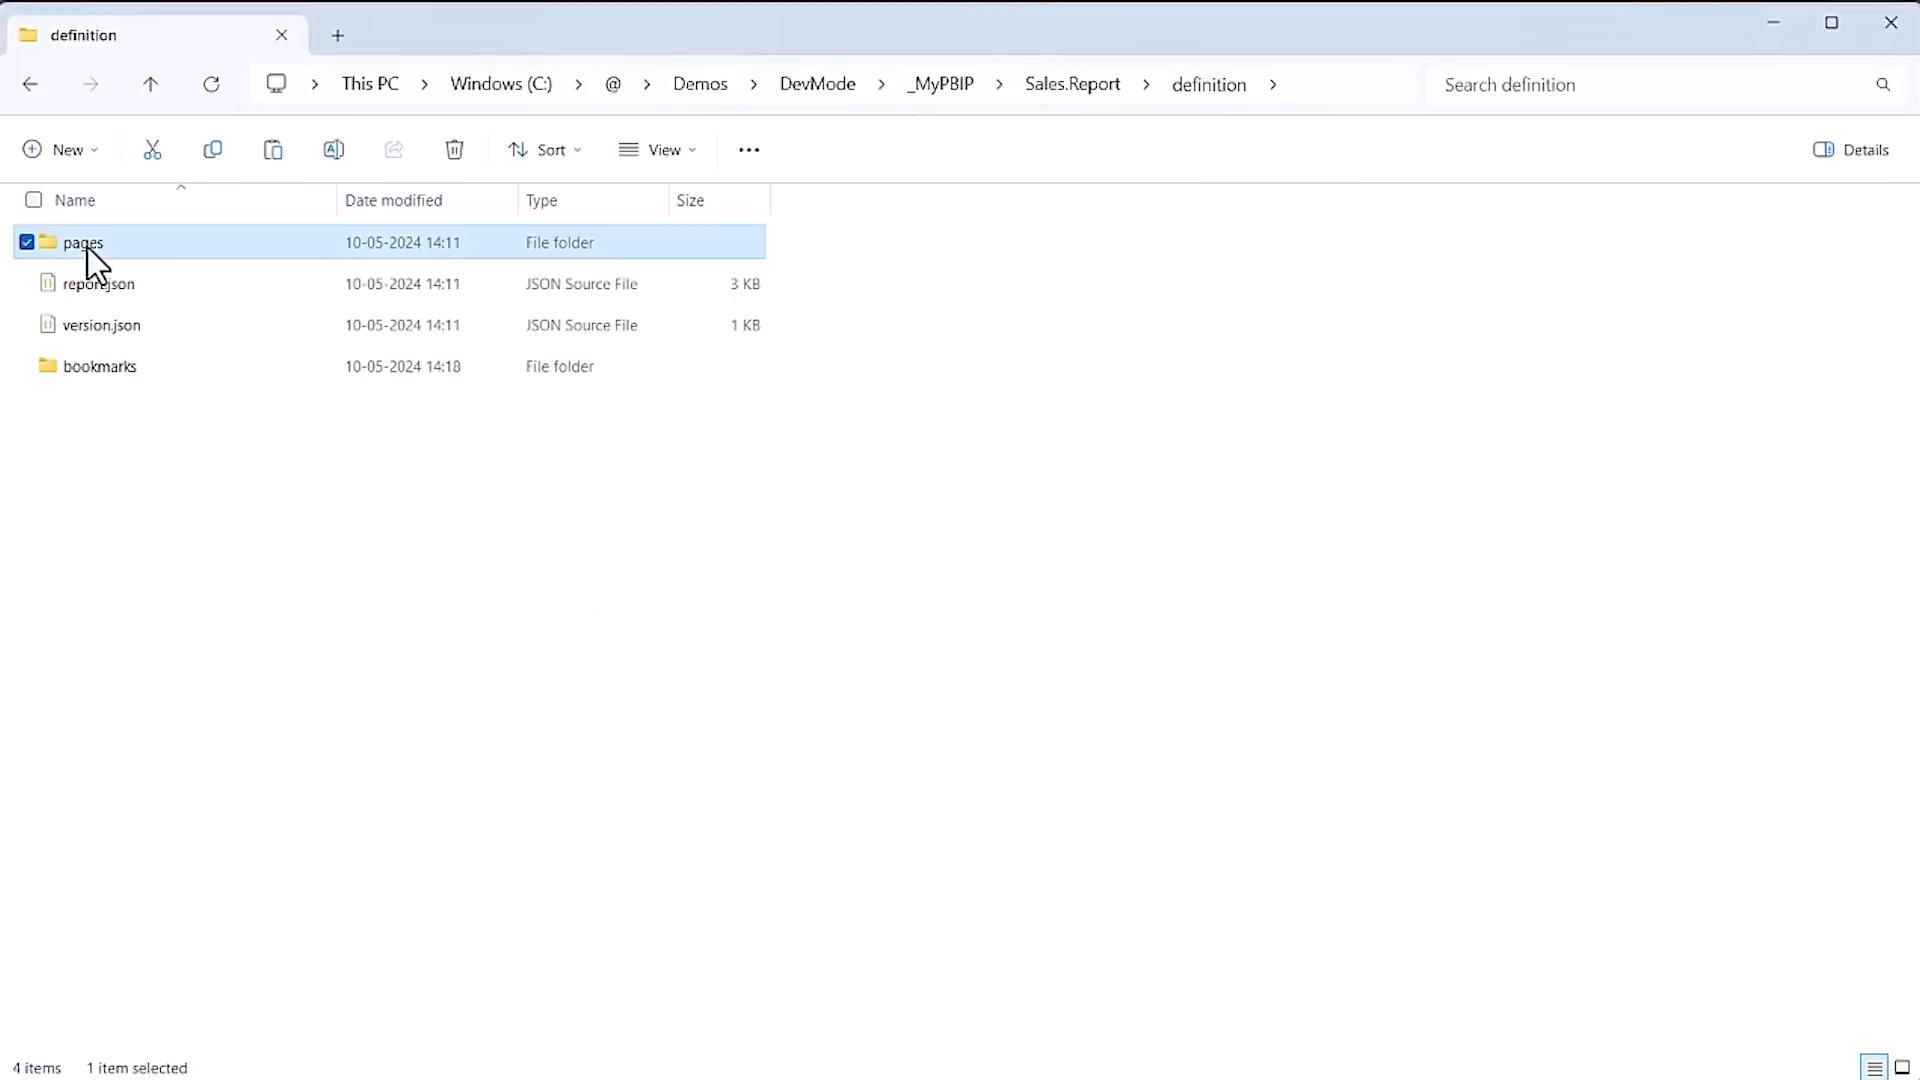 definition
This PC > Windows (C:) > @ > Demos > DevMode > _MyPBIP > Sales.Report > definition >
Search definition
New
Sort
View
Details
Name Date modified Type Size
pages 10-05-2024 14:11 File folder
report.json 10-05-2024 14:11 JSON Source File 3 KB
version.json 10-05-2024 14:11 JSON Source File 1 KB
bookmarks 10-05-2024 14:18 File folder
4 items 1 item selected